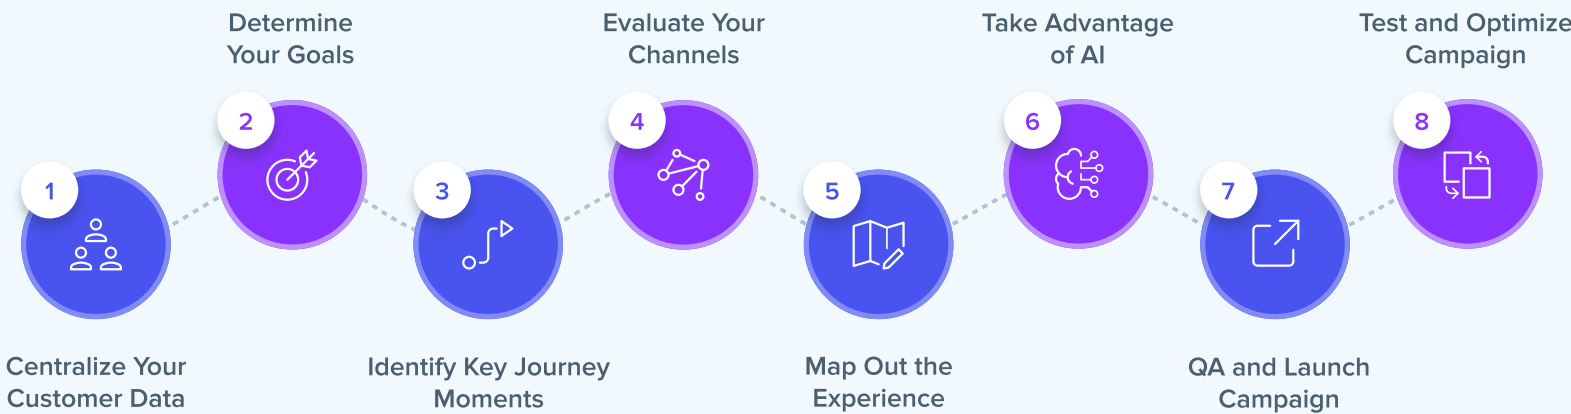 1
Centralize Your
Customer Data
2
Determine
Your Goals
3
Identify Key Journey
Moments
4
Evaluate Your
Channels
5
Map Out the
Experience
6
Take Advantage
of AI
7
QA and Launch
Campaign
8
Test and Optimize
Campaign